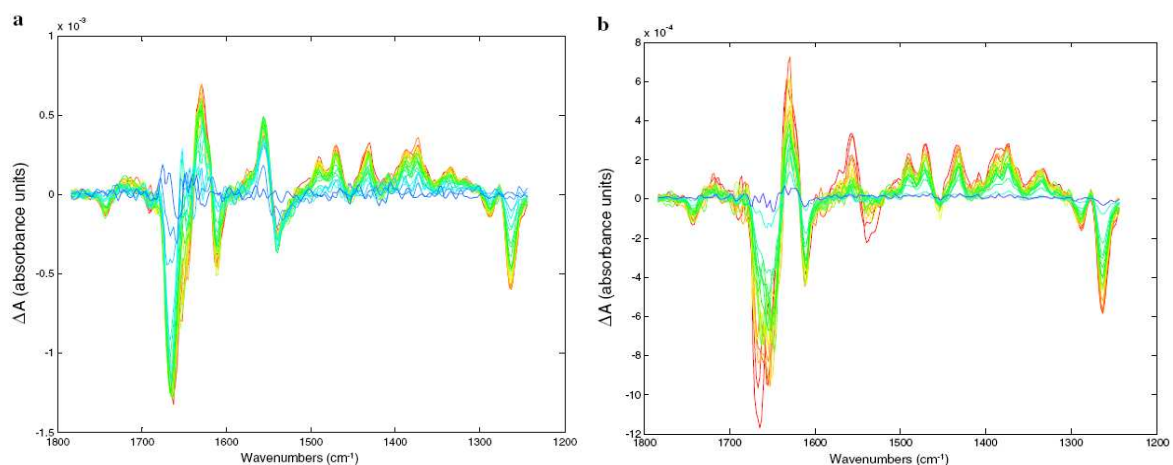 a
x 10⁻³
1
0.5
0
-0.5
-1
-1.5
ΔA (absorbance units)
1800 1700 1600 1500 1400 1300 1200
Wavenumbers (cm⁻¹)
b
x 10⁻⁴
8
6
4
2
0
-2
-4
-6
-8
-10
-12
ΔA (absorbance units)
1800 1700 1600 1500 1400 1300 1200
Wavenumbers (cm⁻¹)